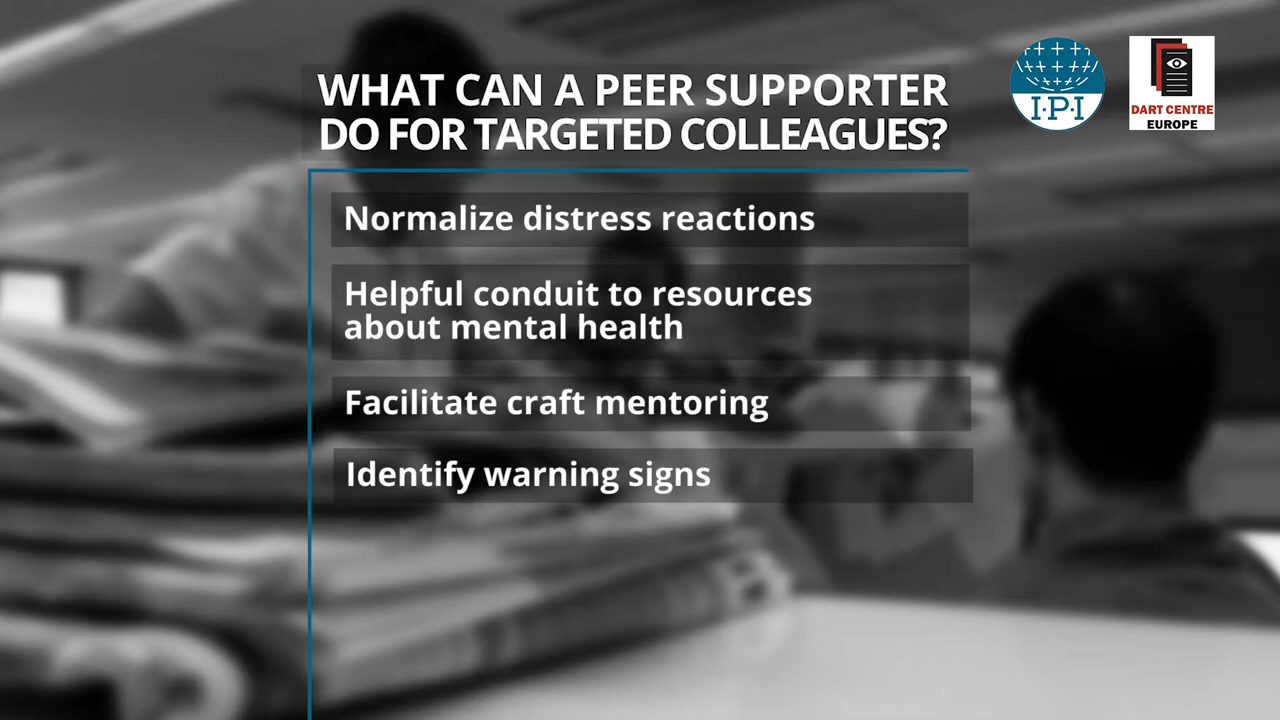 WHAT CAN A PEER SUPPORTER
DO FOR TARGETED COLLEAGUES?
I·P·I
DART CENTRE
EUROPE
Normalize distress reactions
Helpful conduit to resources
about mental health
Facilitate craft mentoring
Identify warning signs